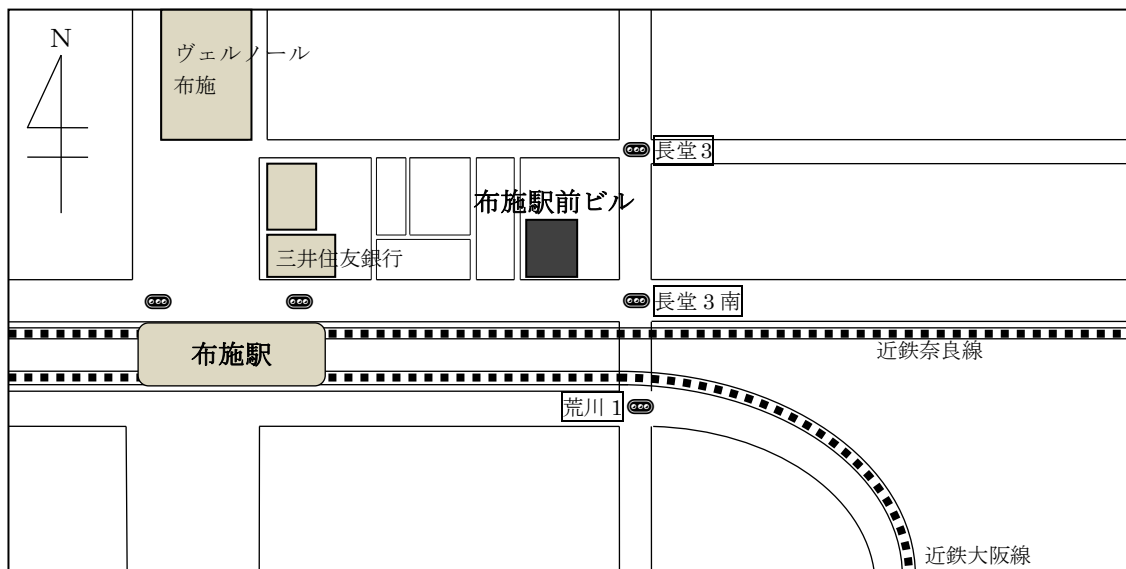 N
ヴェルノール
布施
長堂 3
布施駅前ビル
三井住友銀行
長堂 3 南
布施駅
近鉄奈良線
荒川 1
近鉄大阪線